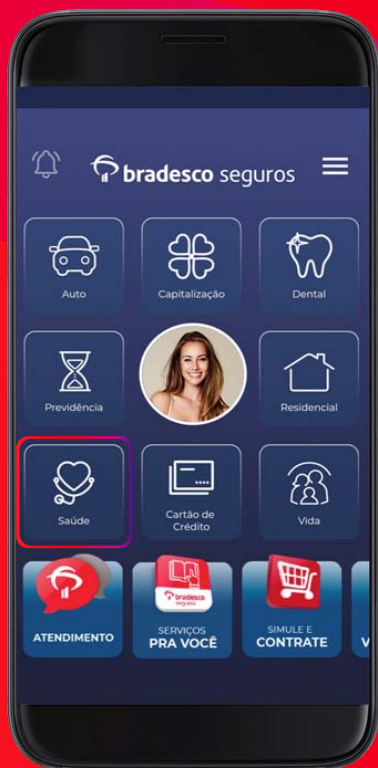 bradesco seguros
Auto
Capitalização
Dental
Previdência
Residencial
Saúde
Cartão de
Crédito
Vida
bradesco
seguros
ATENDIMENTO
SERVIÇOS
PRA VOCÊ
SIMULE E
CONTRATE
V